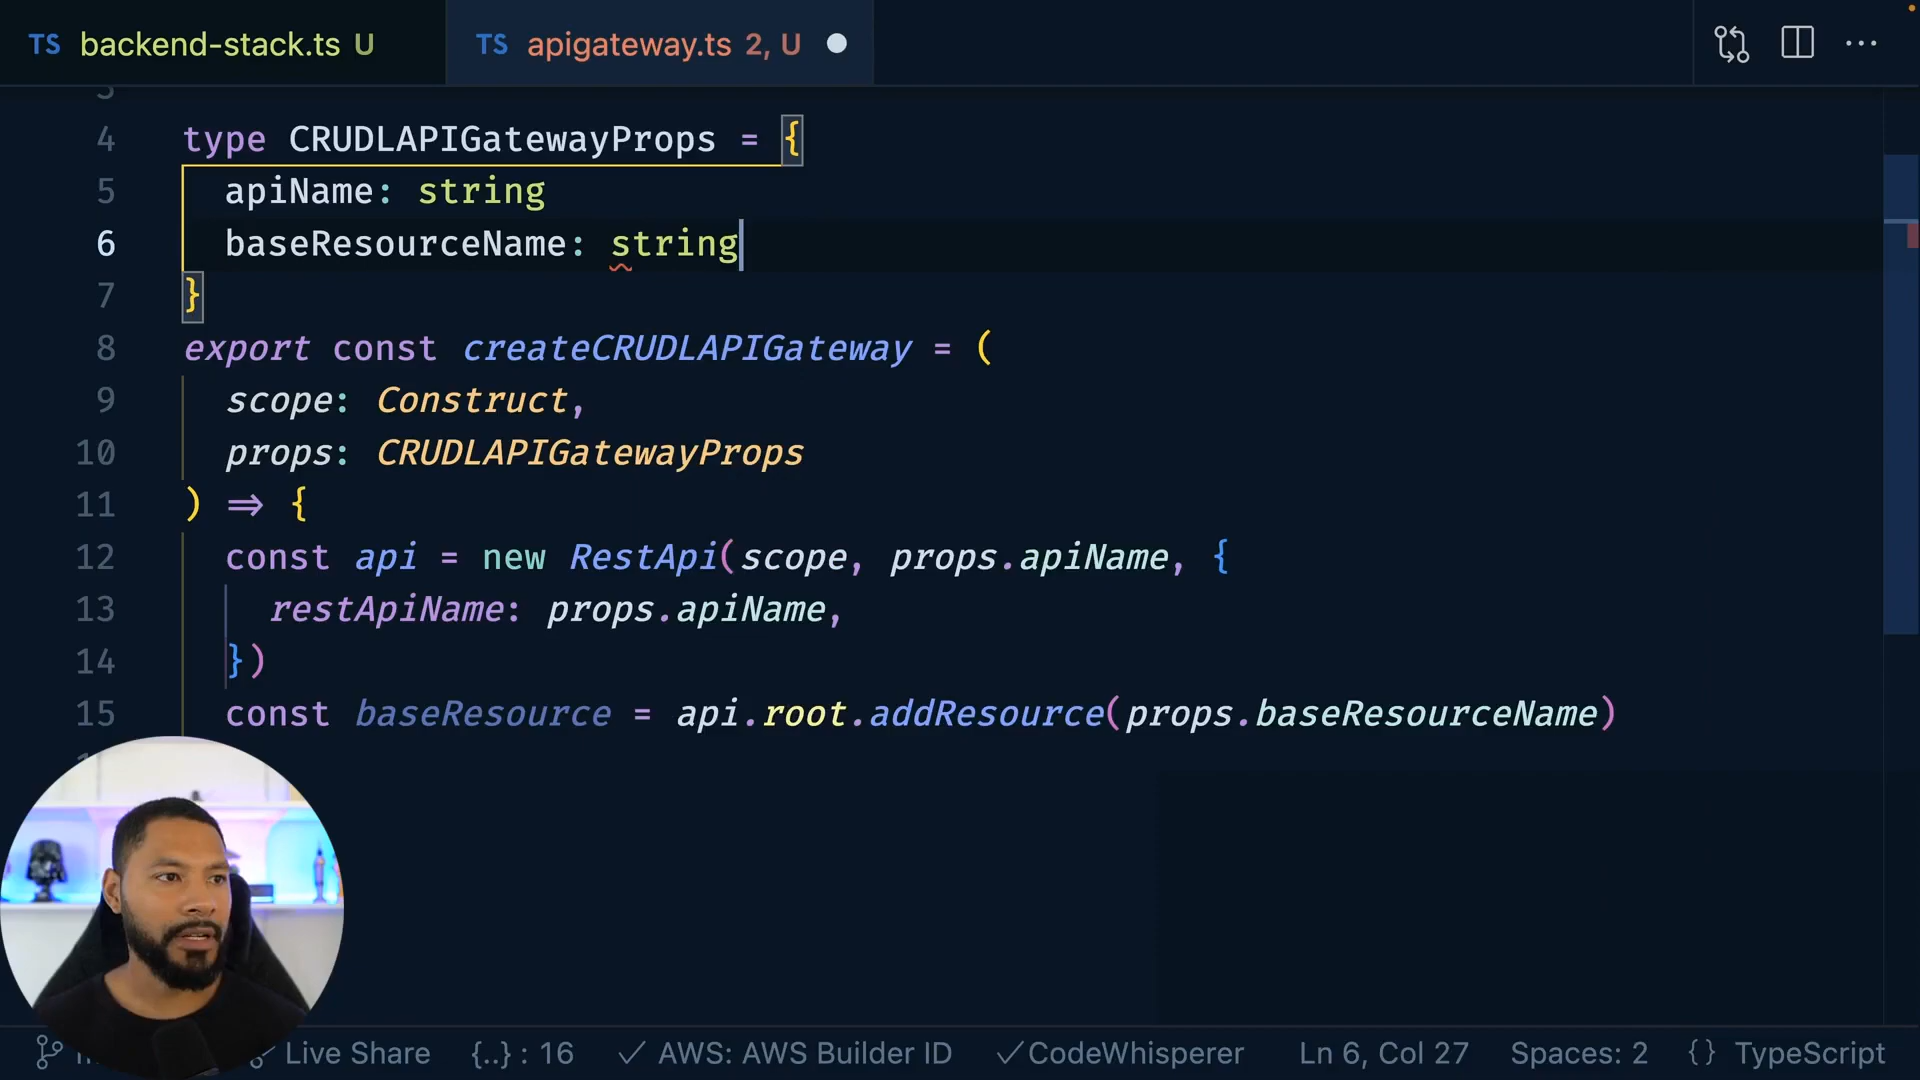 TS backend-stack.ts U
TS apigateway.ts 2, U
4 type CRUDLAPIGatewayProps = {
5 apiName: string
6 baseResourceName: string
7 }
8 export const createCRUDLAPIGateway = (
9 scope: Construct,
10 props: CRUDLAPIGatewayProps
11 ) => {
12 const api = new RestApi(scope, props.apiName, {
13 restApiName: props.apiName,
14 })
15 const baseResource = api.root.addResource(props.baseResourceName)
Live Share {..} : 16 AWS: AWS Builder ID CodeWhisperer Ln 6, Col 27 Spaces: 2 {} TypeScript